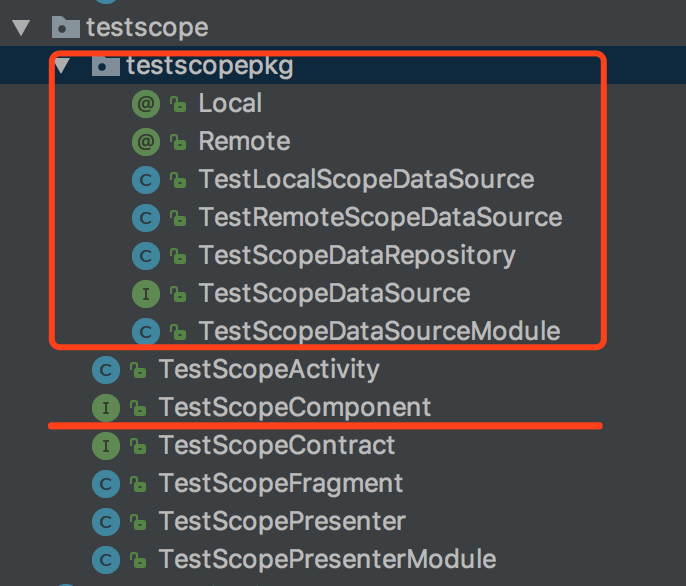 testscope
testscopepkg
Local
Remote
TestLocalScopeDataSource
TestRemoteScopeDataSource
TestScopeDataRepository
TestScopeDataSource
TestScopeDataSourceModule
TestScopeActivity
TestScopeComponent
TestScopeContract
TestScopeFragment
TestScopePresenter
TestScopePresenterModule